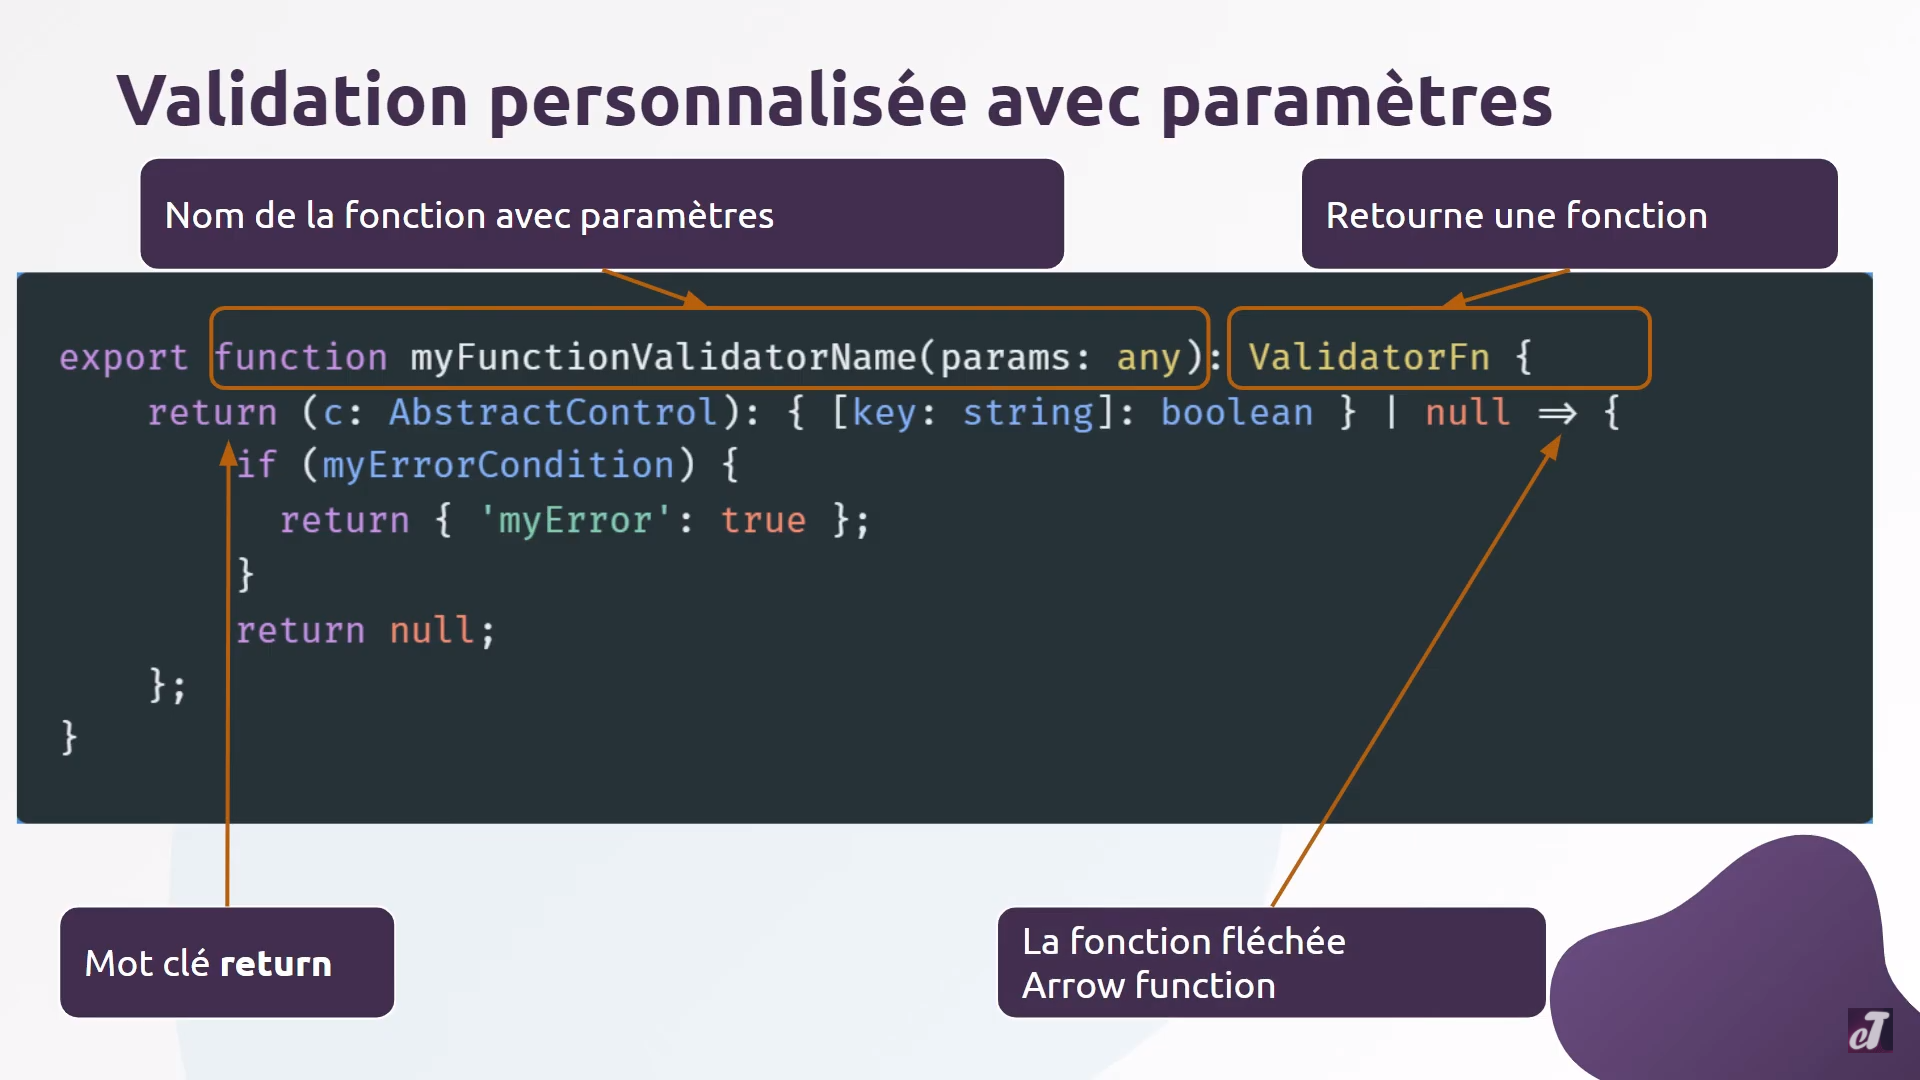 Validation personnalisée avec paramètres
Nom de la fonction avec paramètres
Retourne une fonction
export function myFunctionValidatorName(params: any): ValidatorFn {
return (c: AbstractControl): { [key: string]: boolean } | null => {
if (myErrorCondition) {
return { 'myError': true };
}
return null;
};
}
Mot clé return
La fonction fléchée
Arrow function
eT